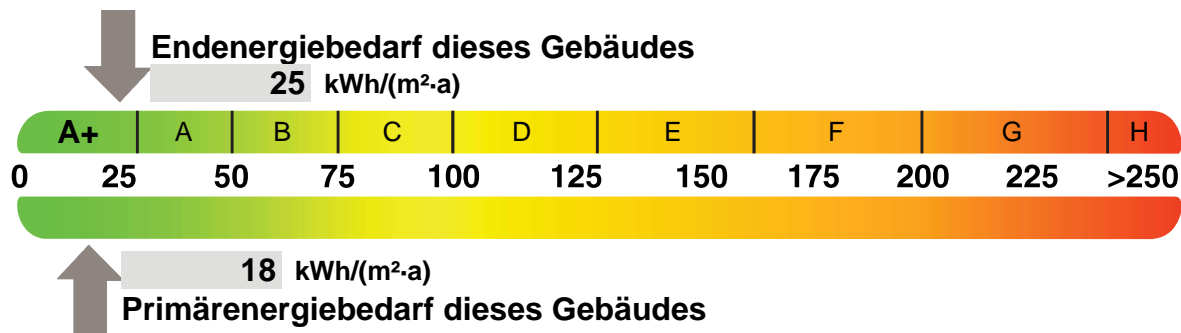 Endenergiebedarf dieses Gebäudes
25 kWh/(m²·a)
A+ A B C D E F G H
0 25 50 75 100 125 150 175 200 225 >250
18 kWh/(m²·a)
Primärenergiebedarf dieses Gebäudes